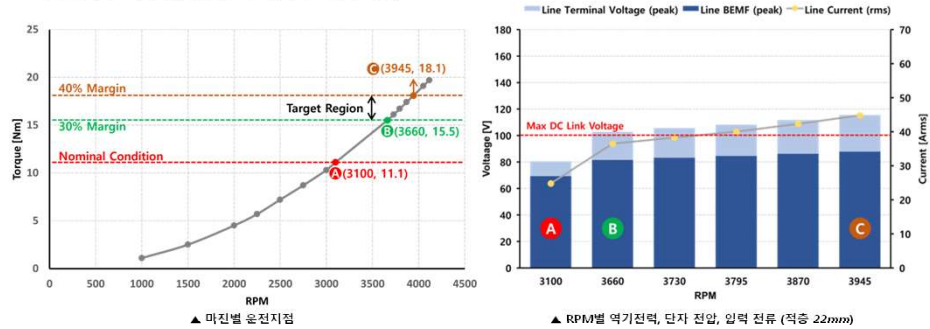 Line Terminal Voltage (peak) Line BEMF (peak) Line Current (rms)
25
20
15
10
5
0
Torque [Nm]
40% Margin
30% Margin
Nominal Condition
Target Region
C (3945, 18.1)
B (3660, 15.5)
A (3100, 11.1)
0 500 1000 1500 2000 2500 3000 3500 4000 4500
RPM
▲ 마진별 운전지점
180
160
140
120
100
80
60
40
20
0
Voltaage [V]
Max DC Link Voltage
A B C
70
60
50
40
30
20
10
0
Current [Arms]
3100 3660 3730 3795 3870 3945
RPM
▲ RPM별 역기전력, 단자 전압, 입력 전류 (적층 22mm)